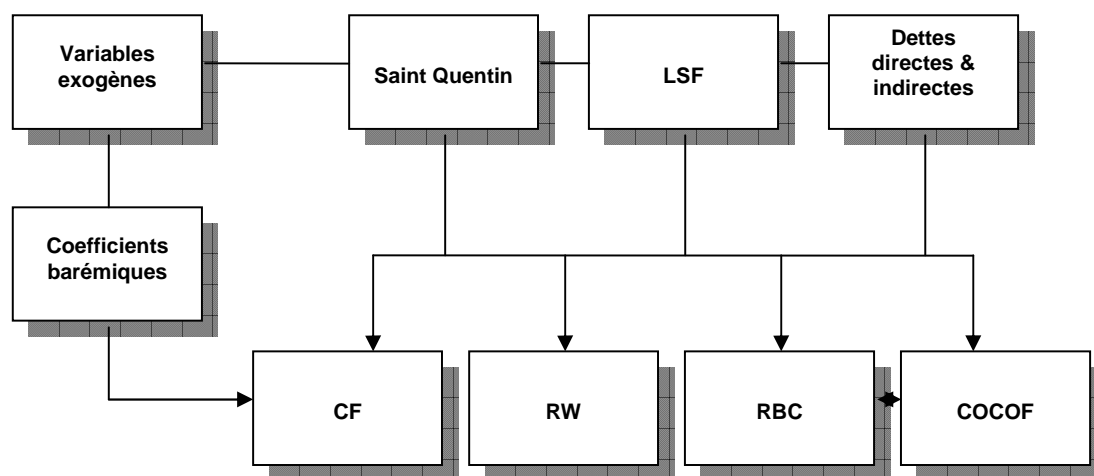 Variables
exogènes
Saint Quentin
LSF
Dettes
directes &
indirectes
Coefficients
barémiques
CF
RW
RBC
COCOF